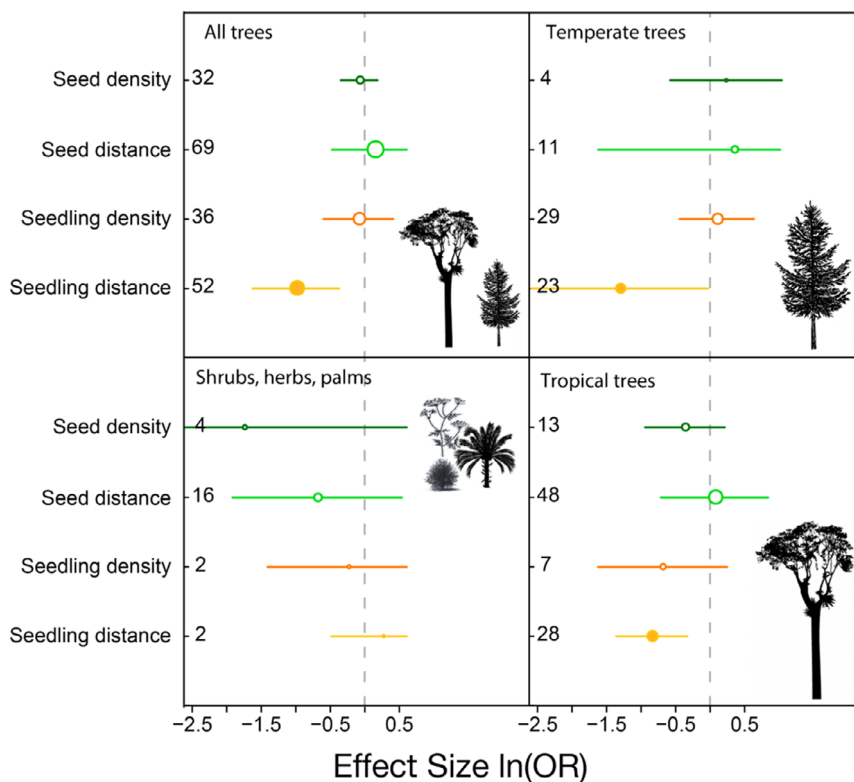 All trees
Temperate trees
Seed density 32 4
Seed distance 69 11
Seedling density 36 29
Seedling distance 52 23
Shrubs, herbs, palms
Tropical trees
Seed density 4 13
Seed distance 16 48
Seedling density 2 7
Seedling distance 2 28
−2.5 −1.5 −0.5 0.5 −2.5 −1.5 −0.5 0.5
Effect Size ln(OR)